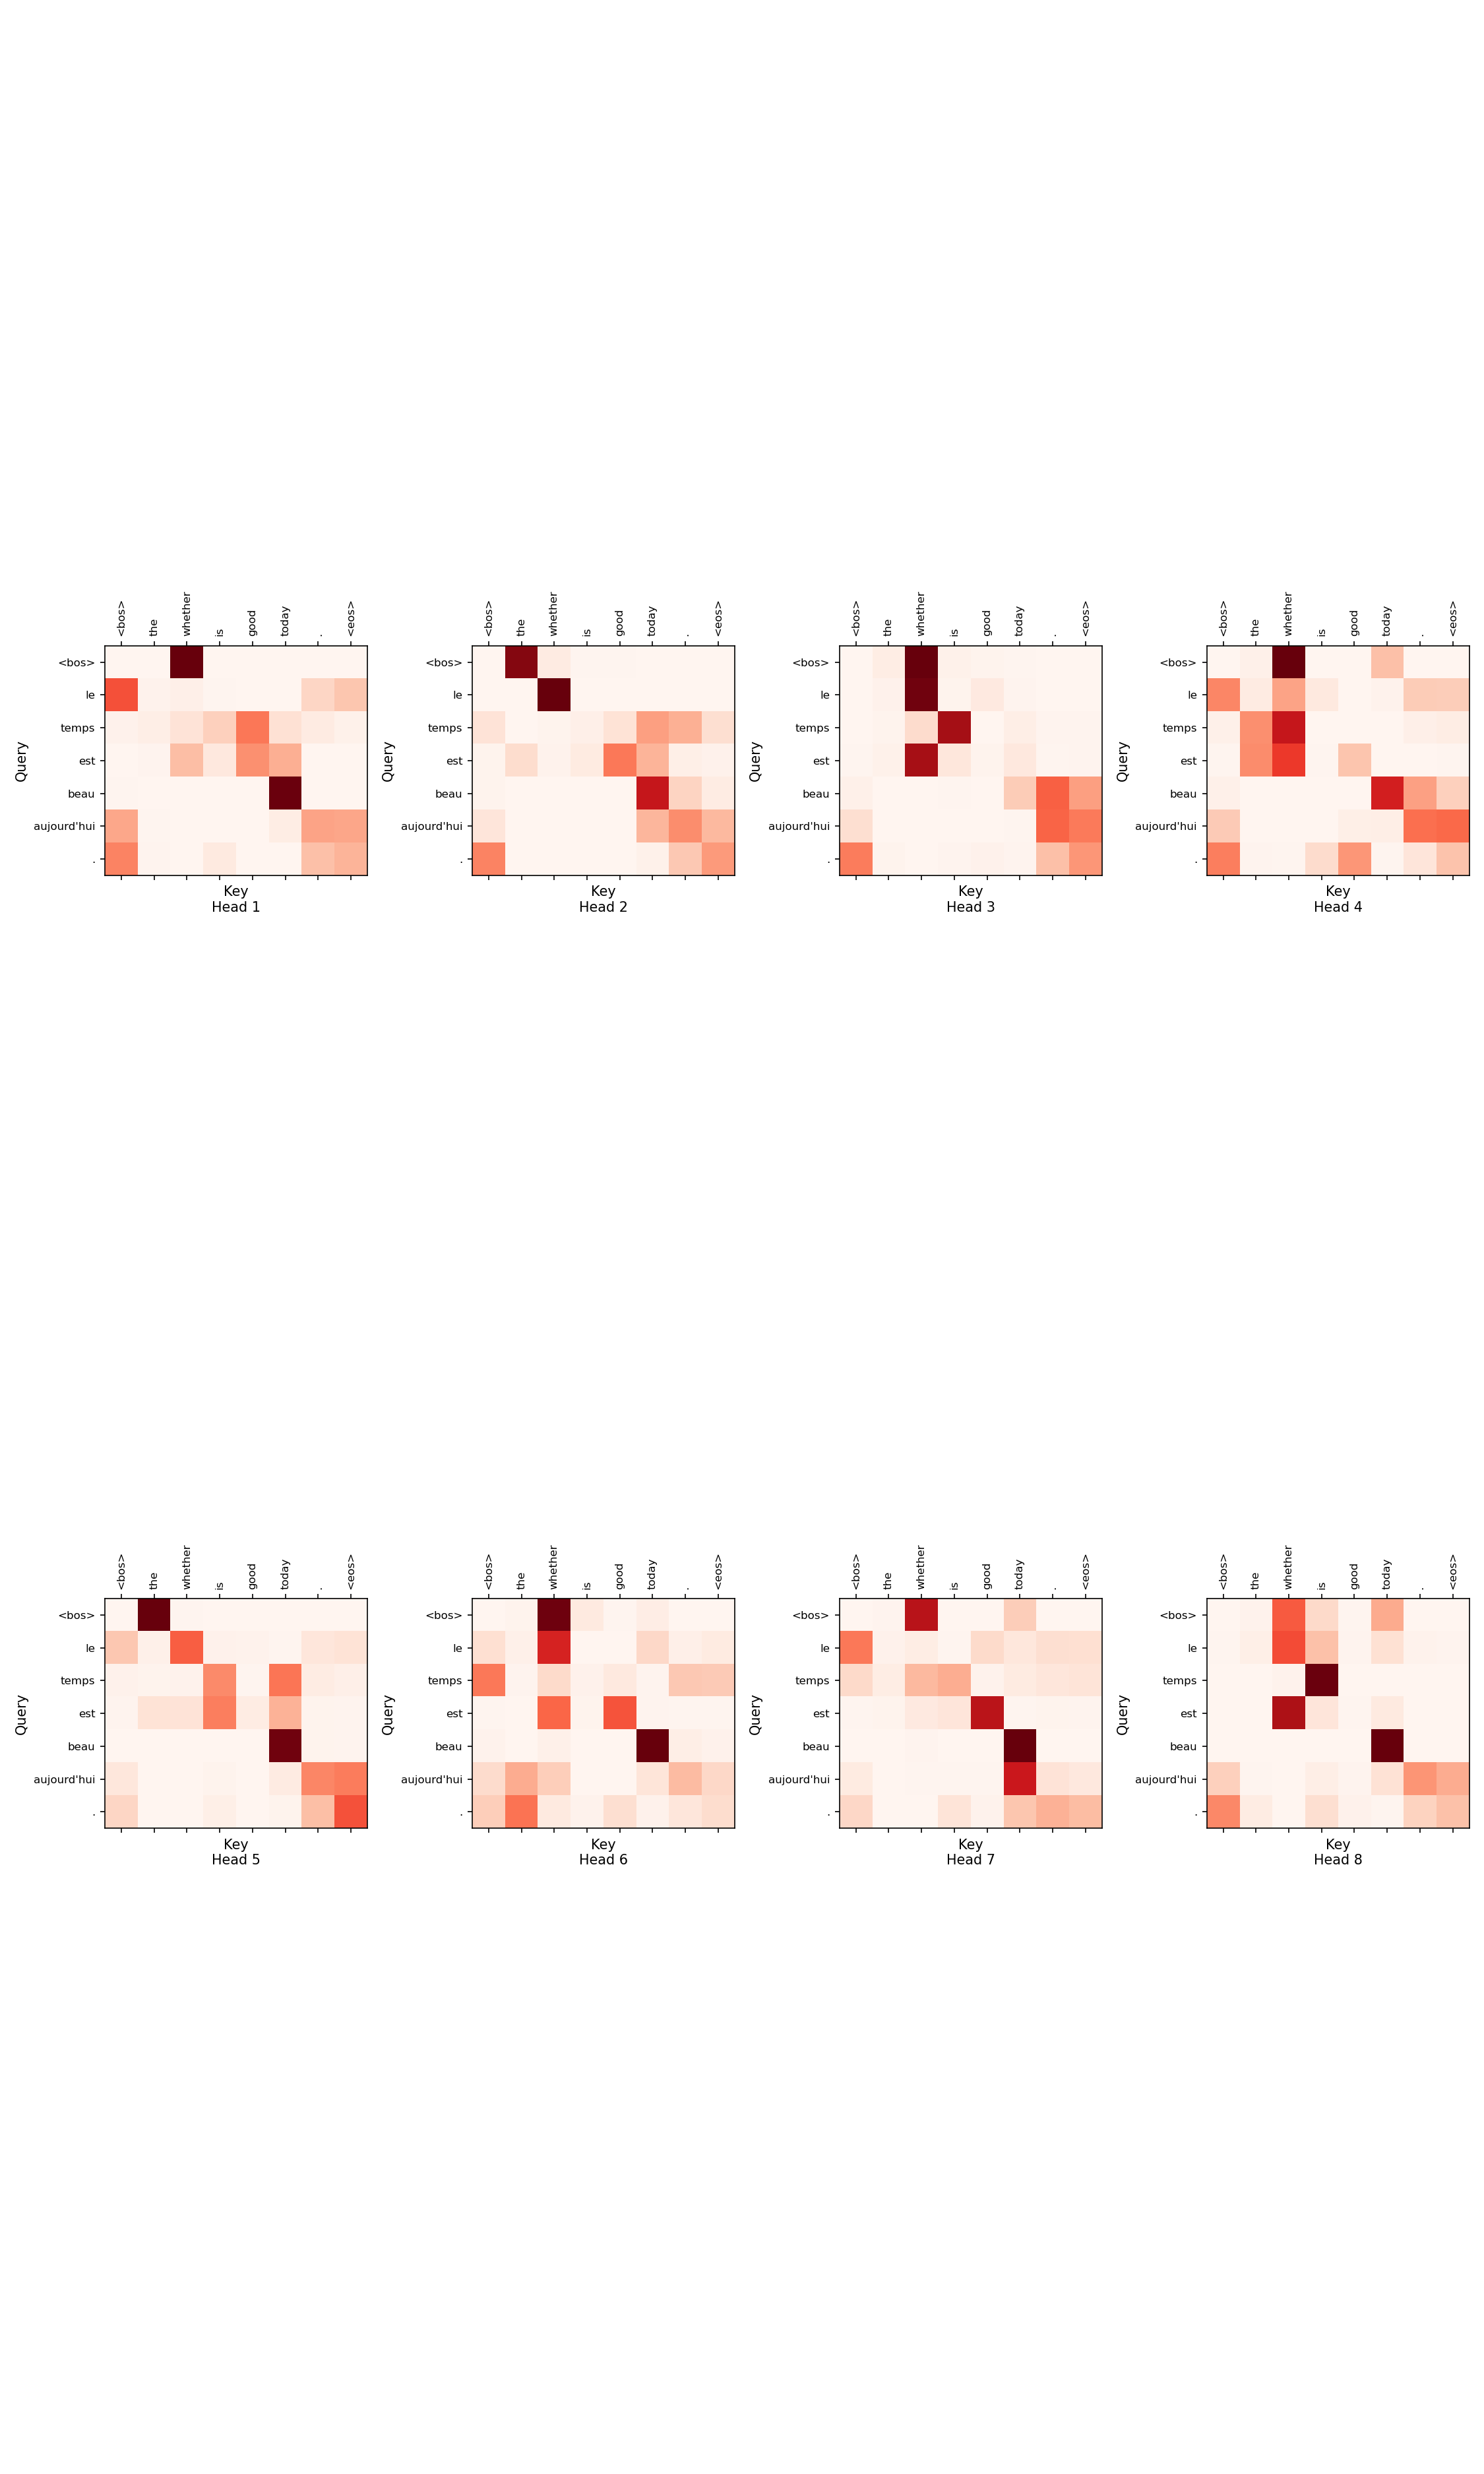 <bos> the whether is good today . <eos>
<bos>
le
temps
est
beau
aujourd'hui
.
Query
Key
Head 1
<bos> the whether is good today . <eos>
<bos>
le
temps
est
beau
aujourd'hui
.
Query
Key
Head 2
<bos> the whether is good today . <eos>
<bos>
le
temps
est
beau
aujourd'hui
.
Query
Key
Head 3
<bos> the whether is good today . <eos>
<bos>
le
temps
est
beau
aujourd'hui
.
Query
Key
Head 4
<bos> the whether is good today . <eos>
<bos>
le
temps
est
beau
aujourd'hui
.
Query
Key
Head 5
<bos> the whether is good today . <eos>
<bos>
le
temps
est
beau
aujourd'hui
.
Query
Key
Head 6
<bos> the whether is good today . <eos>
<bos>
le
temps
est
beau
aujourd'hui
.
Query
Key
Head 7
<bos> the whether is good today . <eos>
<bos>
le
temps
est
beau
aujourd'hui
.
Query
Key
Head 8